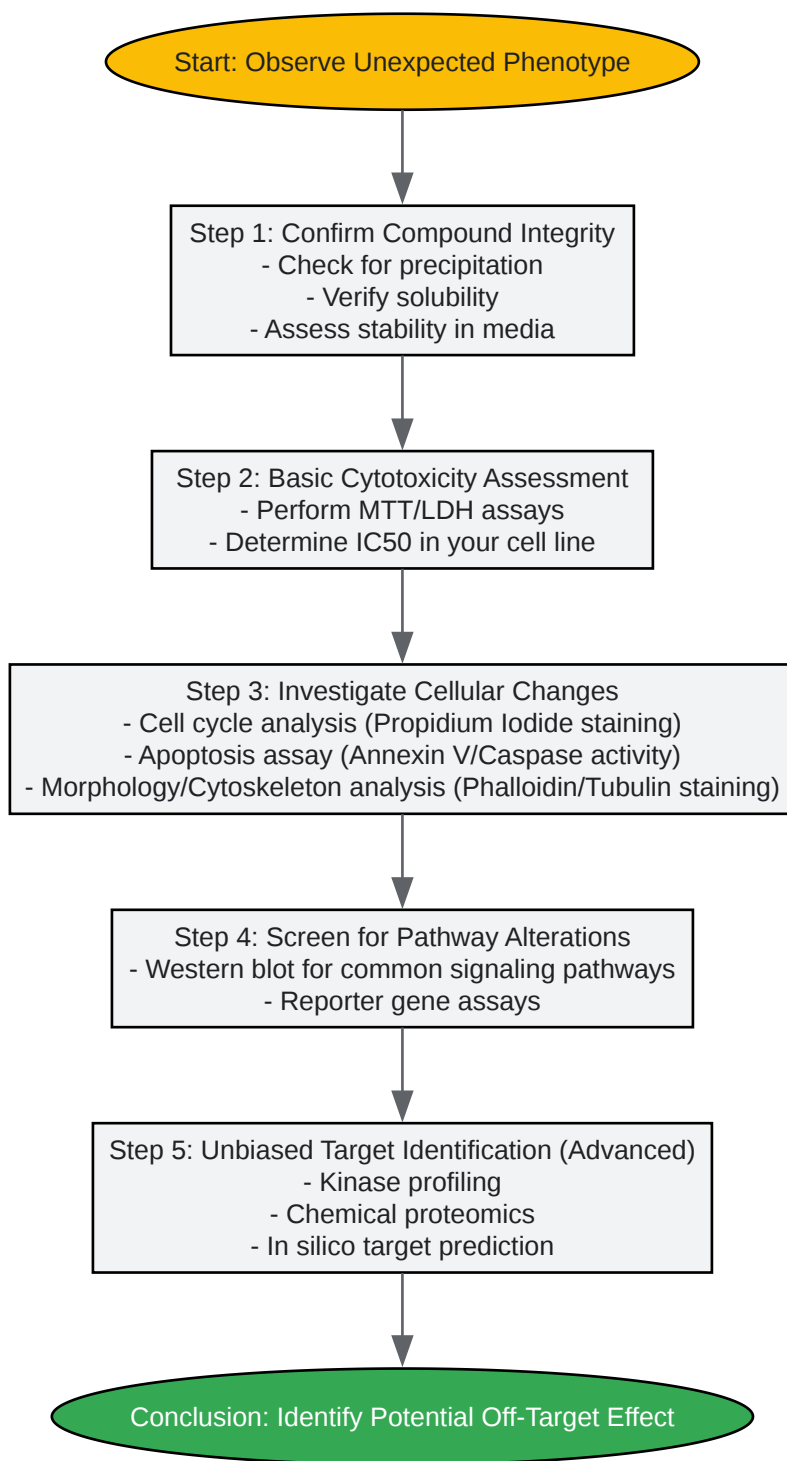 Start: Observe Unexpected Phenotype
Step 1: Confirm Compound Integrity
- Check for precipitation
- Verify solubility
- Assess stability in media
Step 2: Basic Cytotoxicity Assessment
- Perform MTT/LDH assays
- Determine IC50 in your cell line
Step 3: Investigate Cellular Changes
- Cell cycle analysis (Propidium Iodide staining)
- Apoptosis assay (Annexin V/Caspase activity)
- Morphology/Cytoskeleton analysis (Phalloidin/Tubulin staining)
Step 4: Screen for Pathway Alterations
- Western blot for common signaling pathways
- Reporter gene assays
Step 5: Unbiased Target Identification (Advanced)
- Kinase profiling
- Chemical proteomics
- In silico target prediction
Conclusion: Identify Potential Off-Target Effect